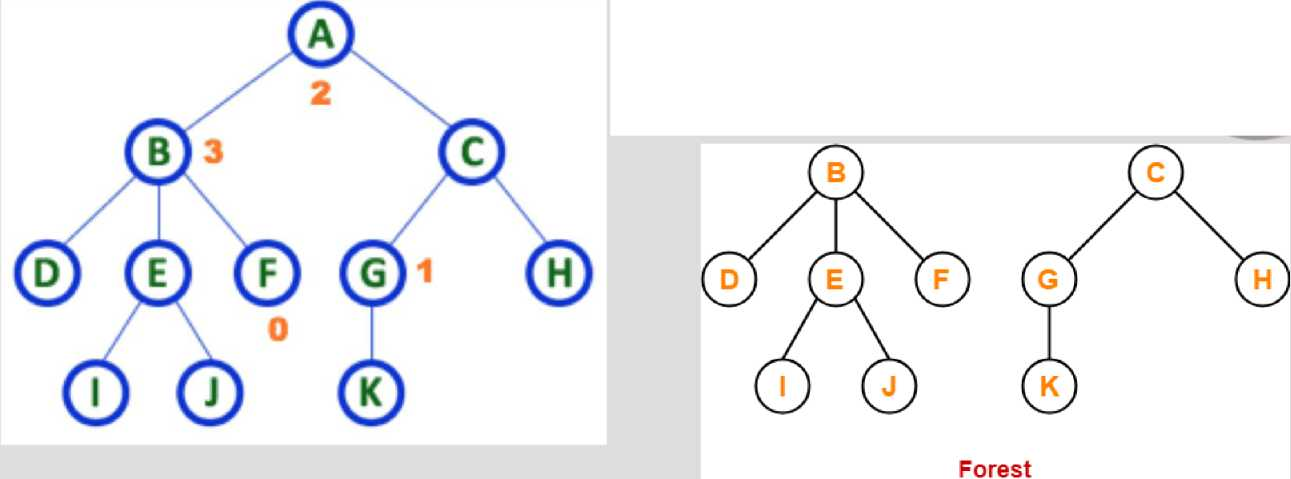 A
2
B 3 C
D E F G 1 H
0
I J K
B C
D E F G H
I J K
Forest